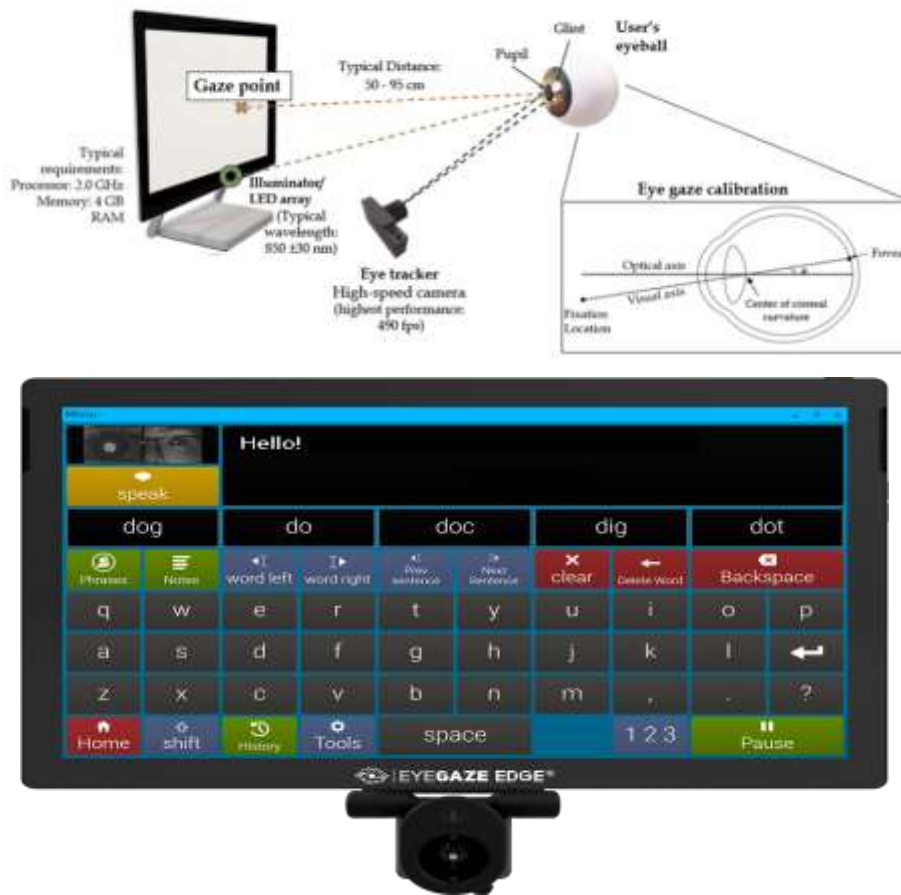 Glint
User's
eyeball
Pupil
Typical Distance:
50 - 95 cm
Gaze point
Typical
requirements:
Processor: 2.0 GHz
Memory: 4 GB
RAM
Illuminator/
LED array
(Typical
wavelength:
850 ±30 nm)
Eye tracker
High-speed camera
(highest performance:
490 fps)
Eye gaze calibration
Fovea
Optical axis
Visual axis
Center of corneal
curvature
Fixation
Location
Hello!
speak
dog do doc dig dot
Phrases Notes word left word right Prev sentence Next Sentence clear Delete Word Backspace
q w e r t y u i o p
a s d f g h j k l
z x c v b n m , . ?
Home shift History Tools space 1 2 3 Pause
EYEGAZE EDGE®